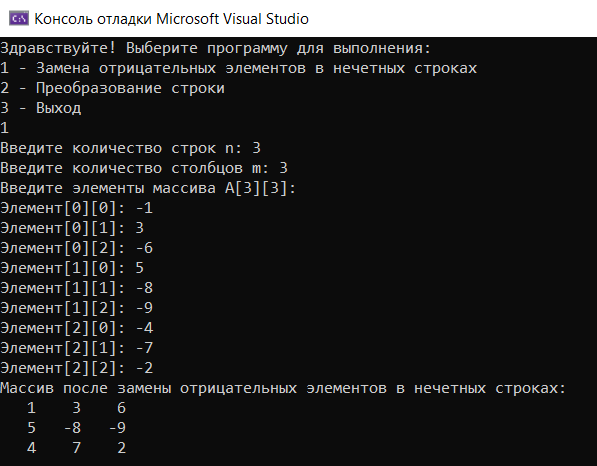 Консоль отладки Microsoft Visual Studio
Здравствуйте! Выберите программу для выполнения:
1 - Замена отрицательных элементов в нечетных строках
2 - Преобразование строки
3 - Выход
1
Введите количество строк n: 3
Введите количество столбцов m: 3
Введите элементы массива A[3][3]:
Элемент[0][0]: -1
Элемент[0][1]: 3
Элемент[0][2]: -6
Элемент[1][0]: 5
Элемент[1][1]: -8
Элемент[1][2]: -9
Элемент[2][0]: -4
Элемент[2][1]: -7
Элемент[2][2]: -2
Массив после замены отрицательных элементов в нечетных строках:
1 3 6
5 -8 -9
4 7 2